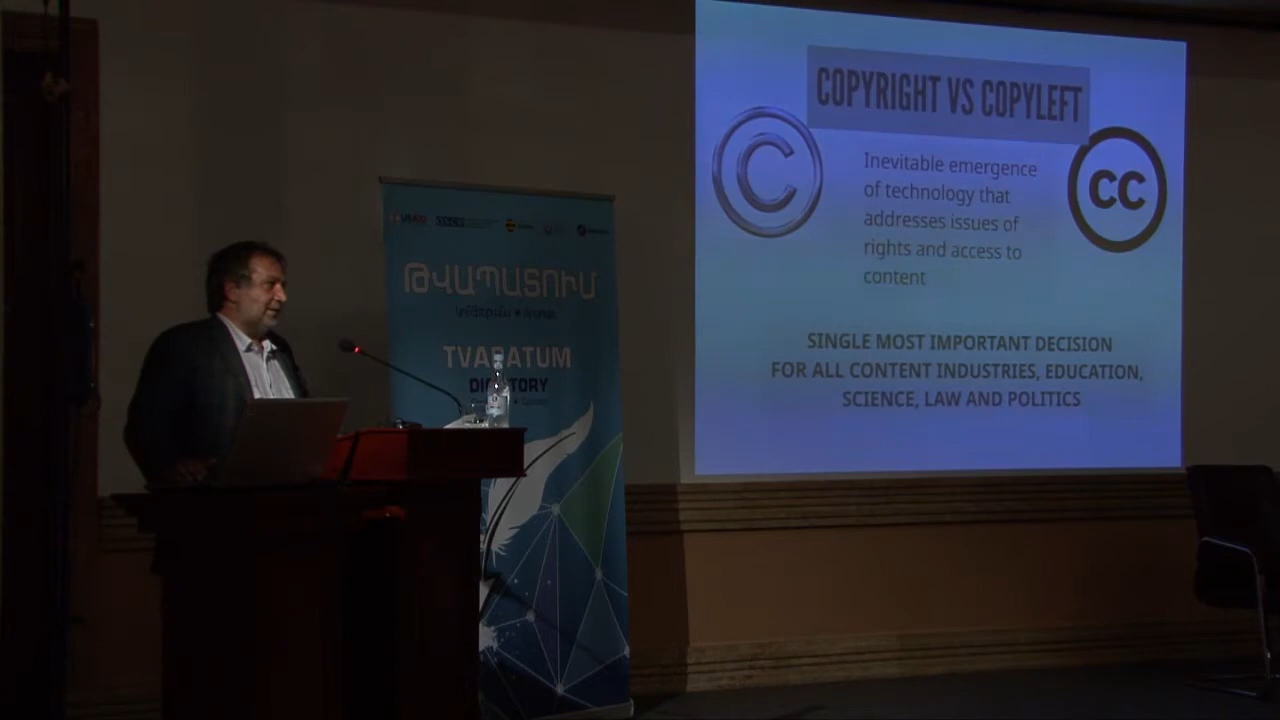 COPYRIGHT VS COPYLEFT
©
cc
Inevitable emergence
of technology that
addresses issues of
rights and access to
content
SINGLE MOST IMPORTANT DECISION
FOR ALL CONTENT INDUSTRIES, EDUCATION,
SCIENCE, LAW AND POLITICS
USAID
ԹՎԱՊԱՏՈՒՄ
TVAPATUM